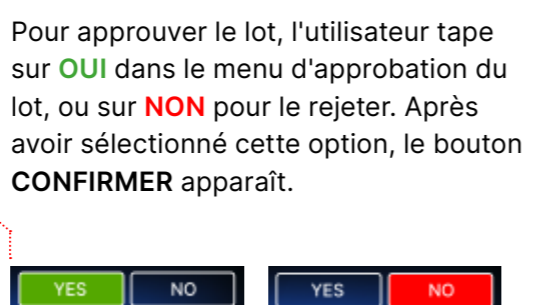 Pour approuver le lot, l'utilisateur tape
sur OUI dans le menu d'approbation du
lot, ou sur NON pour le rejeter. Après
avoir sélectionné cette option, le bouton
CONFIRMER apparaît.
YES NO YES NO